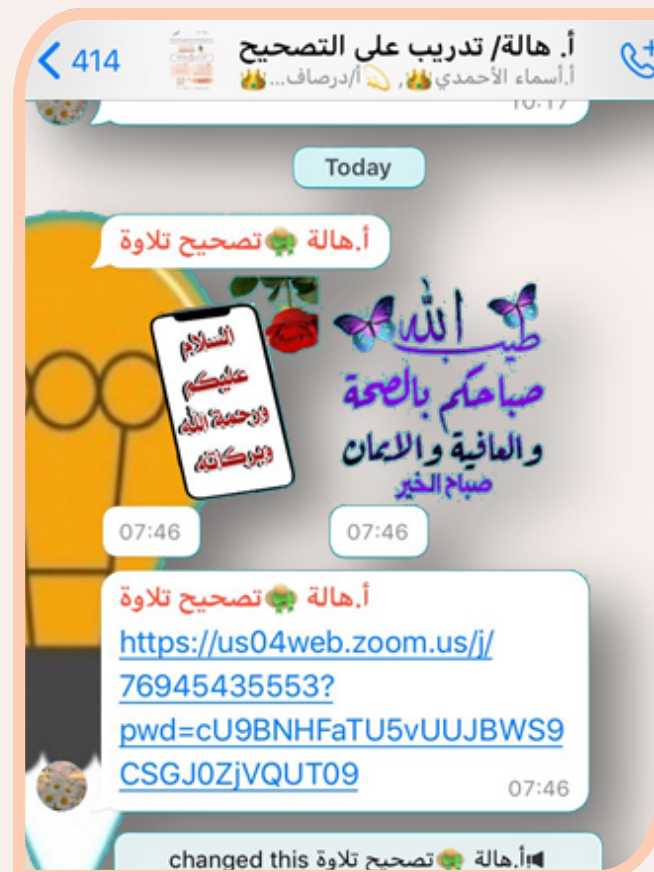 414
أ. هالة/ تدريب على التصحيح
أ.أسماء الأحمدي👑, 💫أ/درصاف...👑
10:17
Today
أ.هالة تصحيح تلاوة
السلام
عليكم
ورحمة الله
وبركاته
طيب الله
صباحكم بالصحة
والعافية والايمان
صباح الخير
07:46
07:46
أ.هالة تصحيح تلاوة
https://us04web.zoom.us/j/
76945435553?
pwd=cU9BNHFaTU5vUUJBWS9
CSGJ0ZjVQUT09
07:46
أ.هالة تصحيح تلاوة changed this